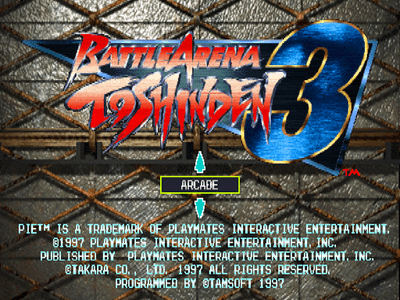 BATTLE ARENA
TOSHINDEN 3
TM
ARCADE
PIE™ IS A TRADEMARK OF PLAYMATES INTERACTIVE ENTERTAINMENT.
©1997 PLAYMATES INTERACTIVE ENTERTAINMENT, INC.
PUBLISHED BY PLAYMATES INTERACTIVE ENTERTAINMENT, INC.
©TAKARA CO., LTD. 1997 ALL RIGHTS RESERVED.
PROGRAMMED BY ©TAMSOFT 1997